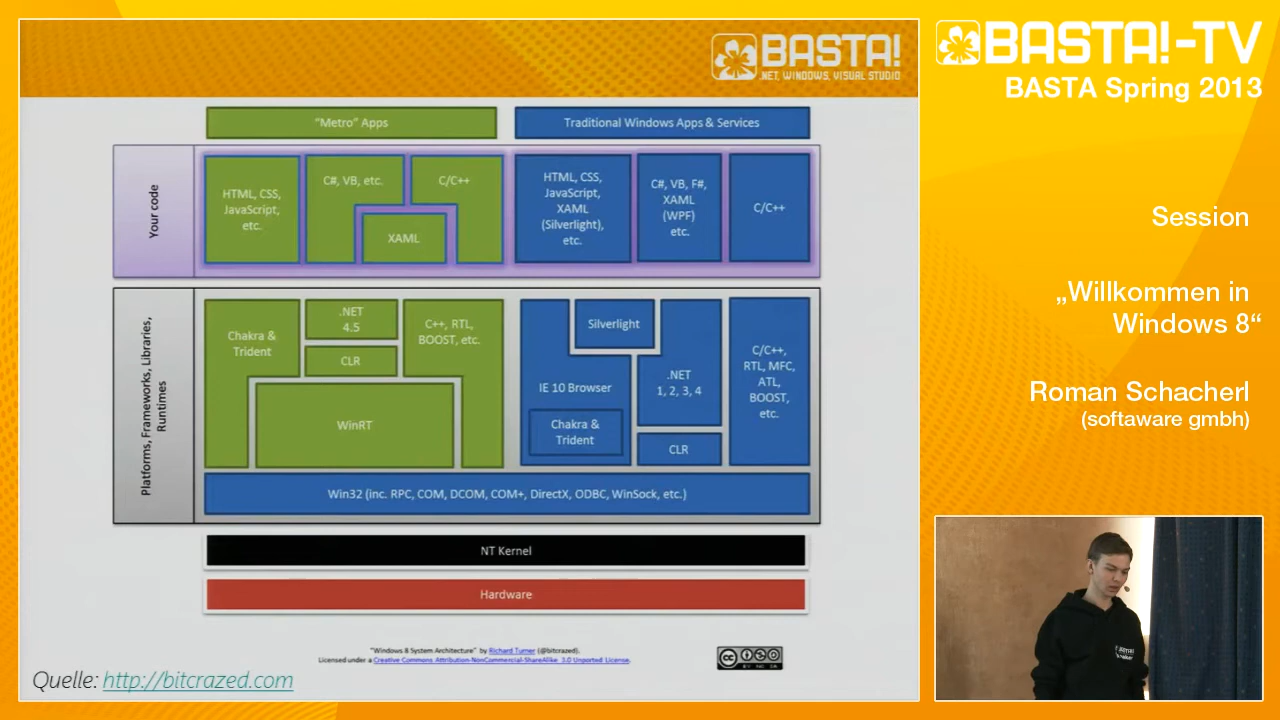 BASTA!
.NET, WINDOWS, VISUAL STUDIO
"Metro" Apps
Traditional Windows Apps & Services
Your code
HTML, CSS,
JavaScript,
etc.
C#, VB, etc.
C/C++
XAML
HTML, CSS,
JavaScript,
XAML
(Silverlight),
etc.
C#, VB, F#,
XAML
(WPF)
etc.
C/C++
Platforms, Frameworks, Libraries,
Runtimes
Chakra &
Trident
.NET
4.5
CLR
C++, RTL,
BOOST, etc.
WinRT
Silverlight
IE 10 Browser
Chakra &
Trident
.NET
1, 2, 3, 4
CLR
C/C++,
RTL, MFC,
ATL,
BOOST,
etc.
Win32 (inc. RPC, COM, DCOM, COM+, DirectX, ODBC, WinSock, etc.)
NT Kernel
Hardware
"Windows 8 System Architecture" by Richard Turner (@bitcrazed).
Licensed under a Creative Commons Attribution-NonCommercial-ShareAlike 3.0 Unported License.
cc
BY NC SA
Quelle: http://bitcrazed.com
BASTA!-TV
BASTA Spring 2013
Session
„Willkommen in
Windows 8“
Roman Schacherl
(softaware gmbh)